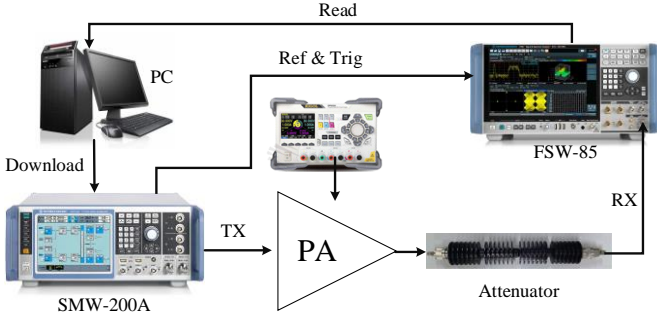 Read
PC
Ref & Trig
FSW-85
Download
TX
PA
RX
SMW-200A
Attenuator